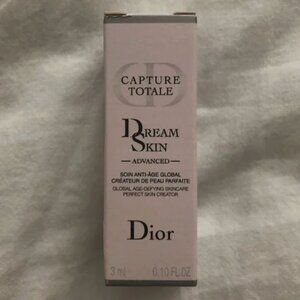 CAPTURE
TOTALE
DREAM
SKIN
—ADVANCED—
SOIN ANTI-ÂGE GLOBAL
CRÉATEUR DE PEAU PARFAITE
GLOBAL AGE-DEFYING SKINCARE
PERFECT SKIN CREATOR
Dior
3 ml 0.10 FL.OZ